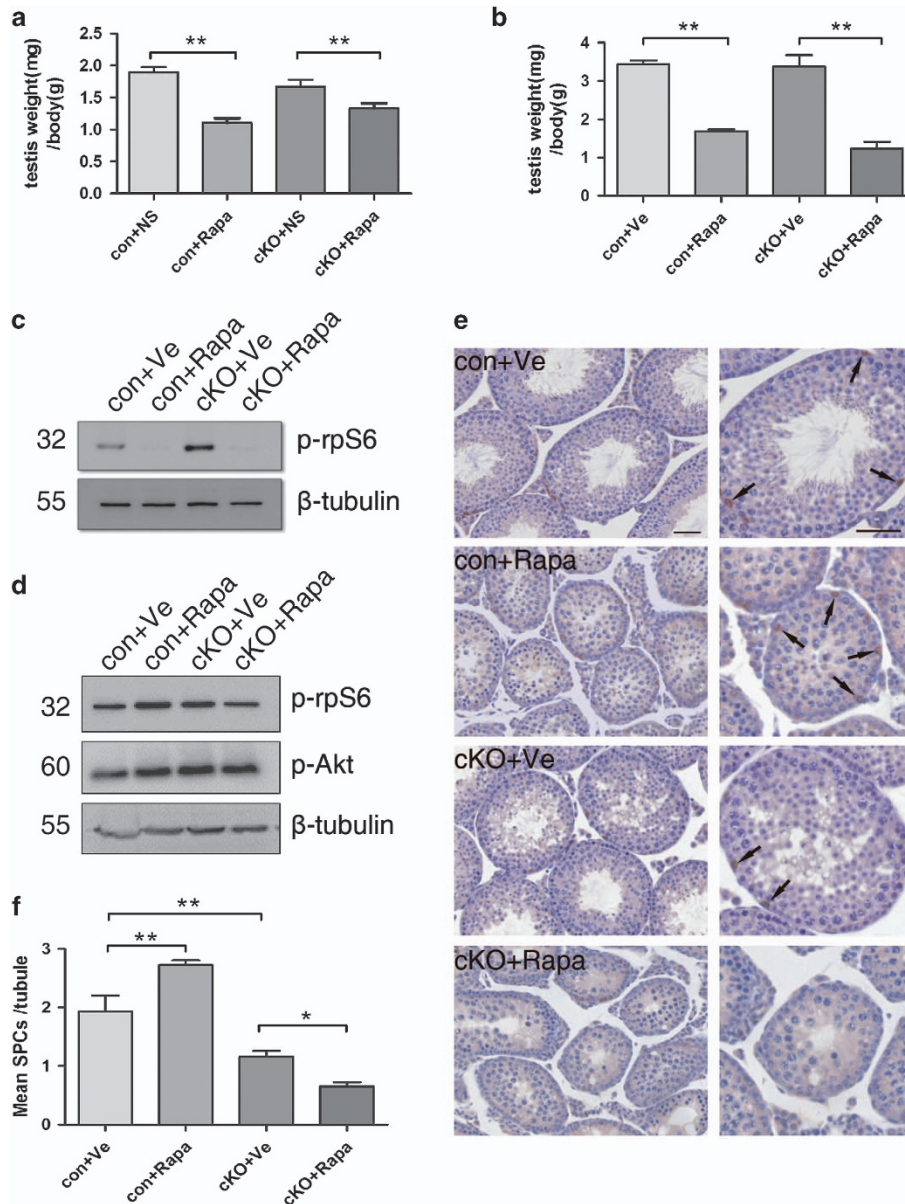 a
testis weight(mg)
/body(g)
2.0
1.5
1.0
0.5
0.0
**
**
con+NS
con+Rapa
cKO+NS
cKO+Rapa
b
testis weight(mg)
/body(g)
4
3
2
1
0
**
**
con+Ve
con+Rapa
cKO+Ve
cKO+Rapa
c
con+Ve
con+Rapa
cKO+Ve
cKO+Rapa
32
p-rpS6
55
β-tubulin
d
con+Ve
con+Rapa
cKO+Ve
cKO+Rapa
32
p-rpS6
60
p-Akt
55
β-tubulin
e
con+Ve
con+Rapa
cKO+Ve
cKO+Rapa
f
Mean SPCs /tubule
3
2
1
0
**
**
*
con+Ve
con+Rapa
cKO+Ve
cKO+Rapa